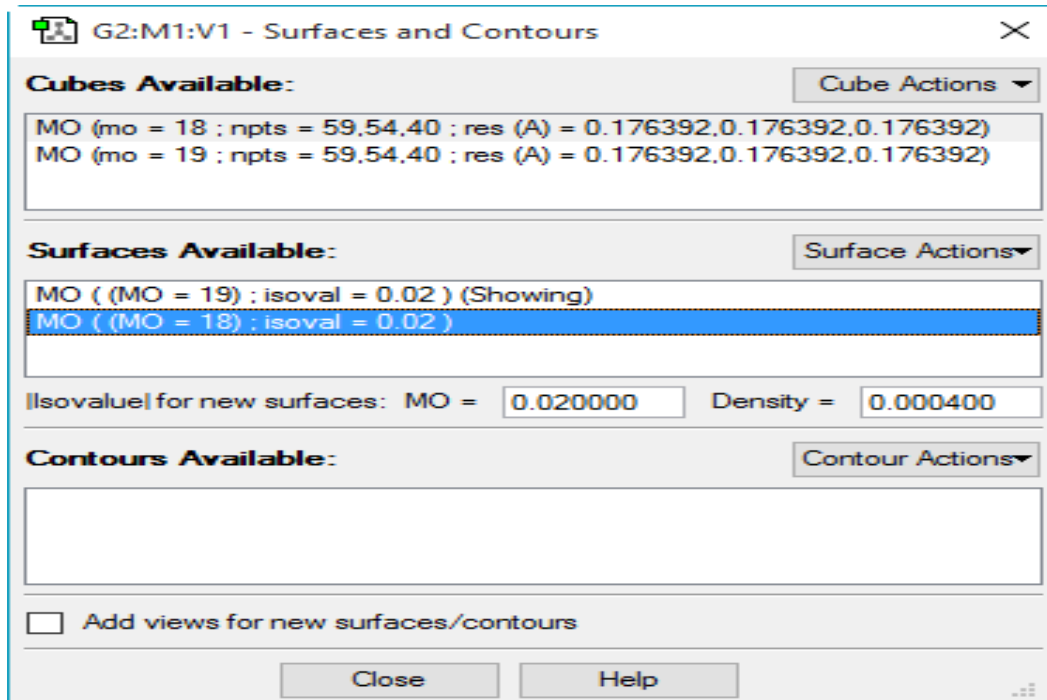 G2:M1:V1 - Surfaces and Contours
Cubes Available:
Cube Actions
MO (mo = 18 ; npts = 59,54,40 ; res (A) = 0.176392,0.176392,0.176392)
MO (mo = 19 ; npts = 59,54,40 ; res (A) = 0.176392,0.176392,0.176392)
Surfaces Available:
Surface Actions
MO ( (MO = 19) ; isoval = 0.02 ) (Showing)
MO ( (MO = 18) ; isoval = 0.02 )
|Isovalue| for new surfaces: MO = 0.020000 Density = 0.000400
Contours Available:
Contour Actions
Add views for new surfaces/contours
Close Help